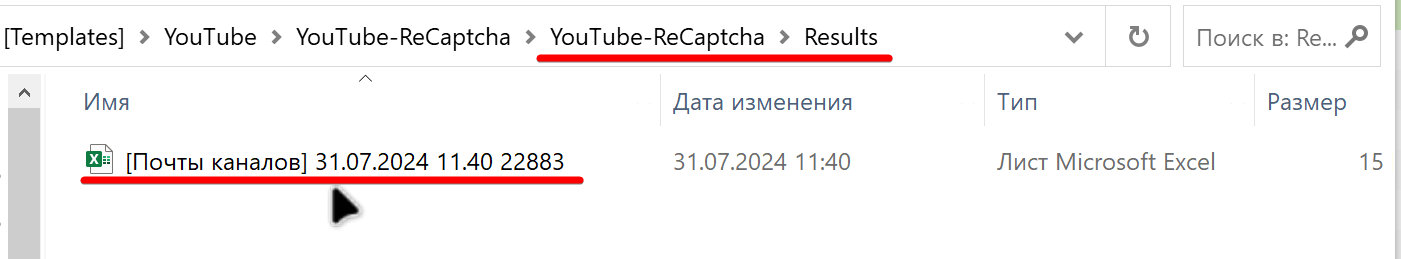 [Templates] > YouTube > YouTube-ReCaptcha > YouTube-ReCaptcha > Results Поиск в: Re...
Имя Дата изменения Тип Размер
[Почты каналов] 31.07.2024 11.40 22883 31.07.2024 11:40 Лист Microsoft Excel 15